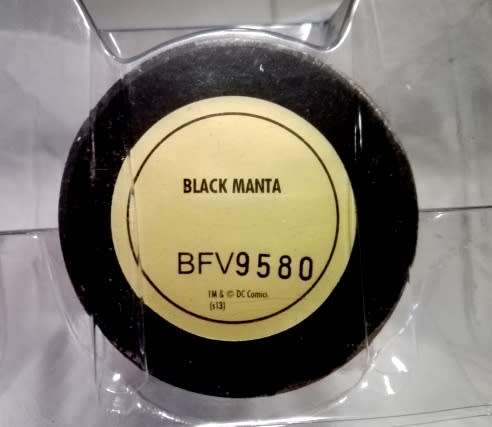 BLACK MANTA
BFV9580
TM & © DC Comics
(s13)